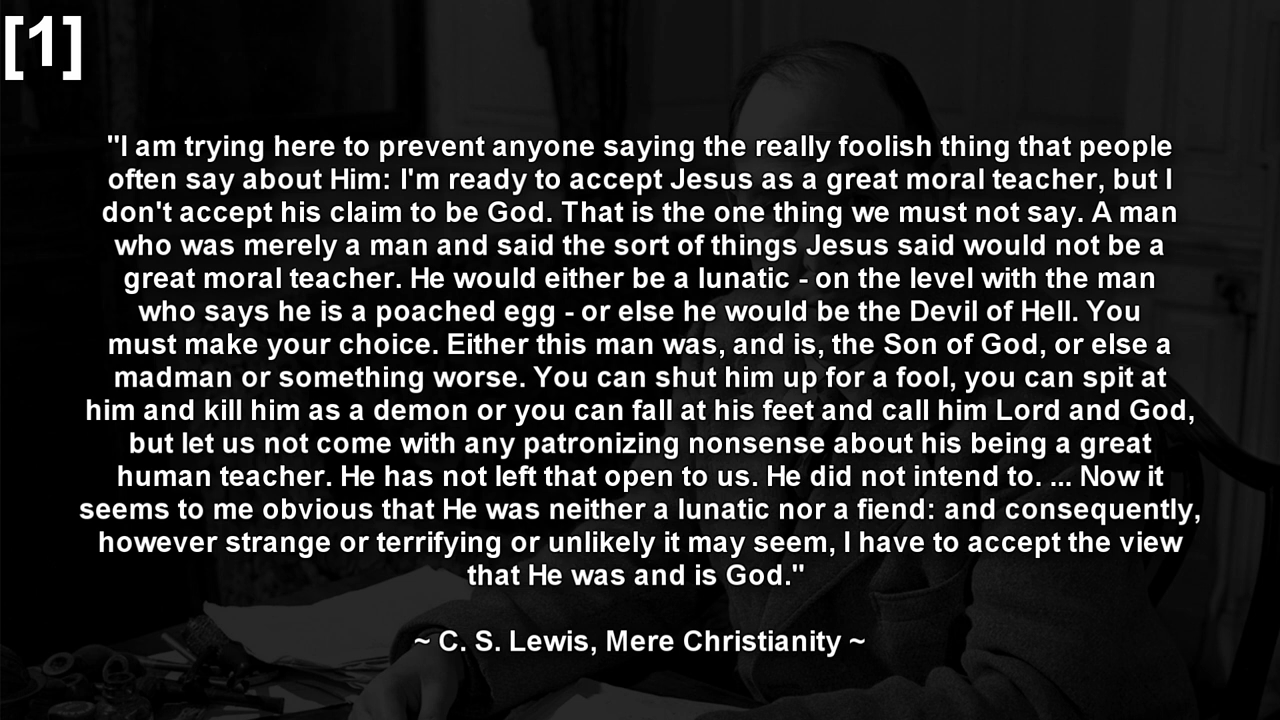 [1]
"I am trying here to prevent anyone saying the really foolish thing that people
often say about Him: I'm ready to accept Jesus as a great moral teacher, but I
don't accept his claim to be God. That is the one thing we must not say. A man
who was merely a man and said the sort of things Jesus said would not be a
great moral teacher. He would either be a lunatic - on the level with the man
who says he is a poached egg - or else he would be the Devil of Hell. You
must make your choice. Either this man was, and is, the Son of God, or else a
madman or something worse. You can shut him up for a fool, you can spit at
him and kill him as a demon or you can fall at his feet and call him Lord and God,
but let us not come with any patronizing nonsense about his being a great
human teacher. He has not left that open to us. He did not intend to. ... Now it
seems to me obvious that He was neither a lunatic nor a fiend: and consequently,
however strange or terrifying or unlikely it may seem, I have to accept the view
that He was and is God."
~ C. S. Lewis, Mere Christianity ~